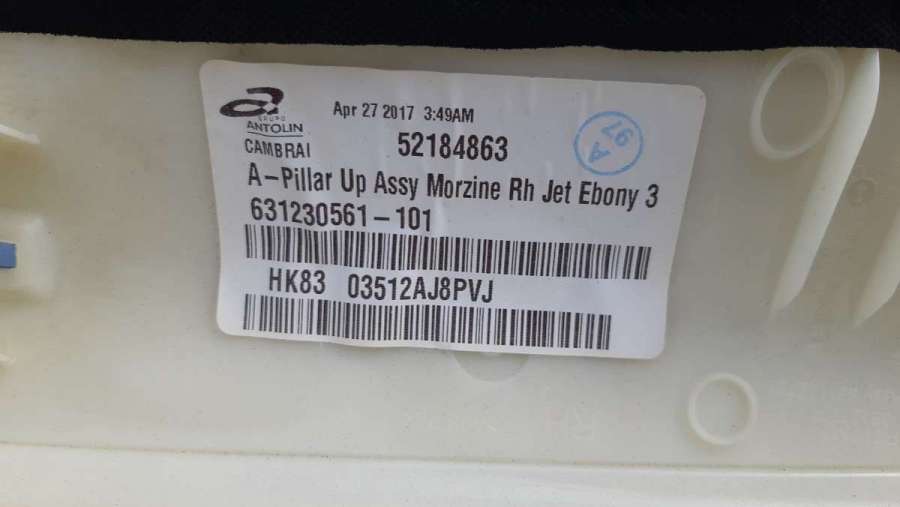 GRUPO
ANTOLIN
CAMBRAI
Apr 27 2017 3:49AM
52184863
A 97
A-Pillar Up Assy Morzine Rh Jet Ebony 3
631230561-101
HK83 03512AJ8PVJ